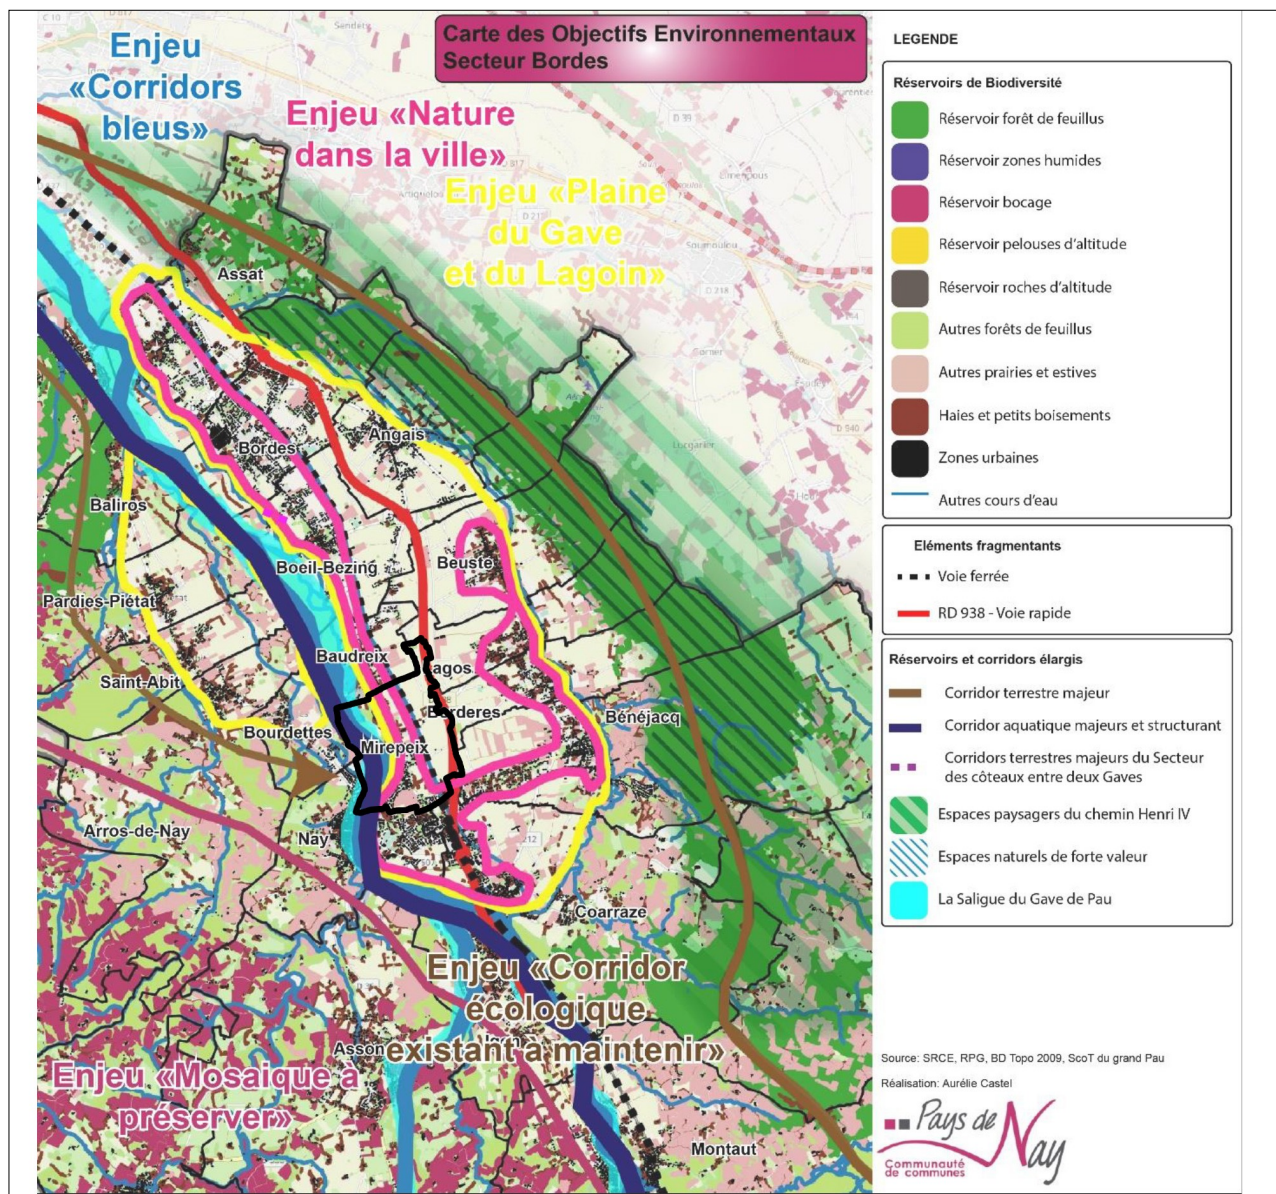 Carte des Objectifs Environnementaux
Secteur Bordes
Enjeu
«Corridors
bleus»
Enjeu «Nature
dans la ville»
Enjeu «Plaine
du Gave
et du Lagoin»
Assat
Soumoulou
D 39
D 218
D 940
Angais
Bordes
Baliros
Beuste
Boeil-Bezing
Pardies-Piétat
Baudreix
Lagos
Saint-Abit
Borderes
Bénéjacq
Bourdettes
Mirepeix
Arros-de-Nay
Nay
212
Coarraze
Enjeu «Corridor
écologique
existant à maintenir»
Asson
Enjeu «Mosaique à
préserver»
Montaut
LEGENDE
Réservoirs de Biodiversité
Réservoir forêt de feuillus
Réservoir zones humides
Réservoir bocage
Réservoir pelouses d'altitude
Réservoir roches d'altitude
Autres forêts de feuillus
Autres prairies et estives
Haies et petits boisements
Zones urbaines
Autres cours d'eau
Eléments fragmentants
Voie ferrée
RD 938 - Voie rapide
Réservoirs et corridors élargis
Corridor terrestre majeur
Corridor aquatique majeurs et structurant
Corridors terrestres majeurs du Secteur
des côteaux entre deux Gaves
Espaces paysagers du chemin Henri IV
Espaces naturels de forte valeur
La Saligue du Gave de Pau
Source: SRCE, RPG, BD Topo 2009, ScoT du grand Pau
Réalisation: Aurélie Castel
Pays de
Nay
Communauté
de communes